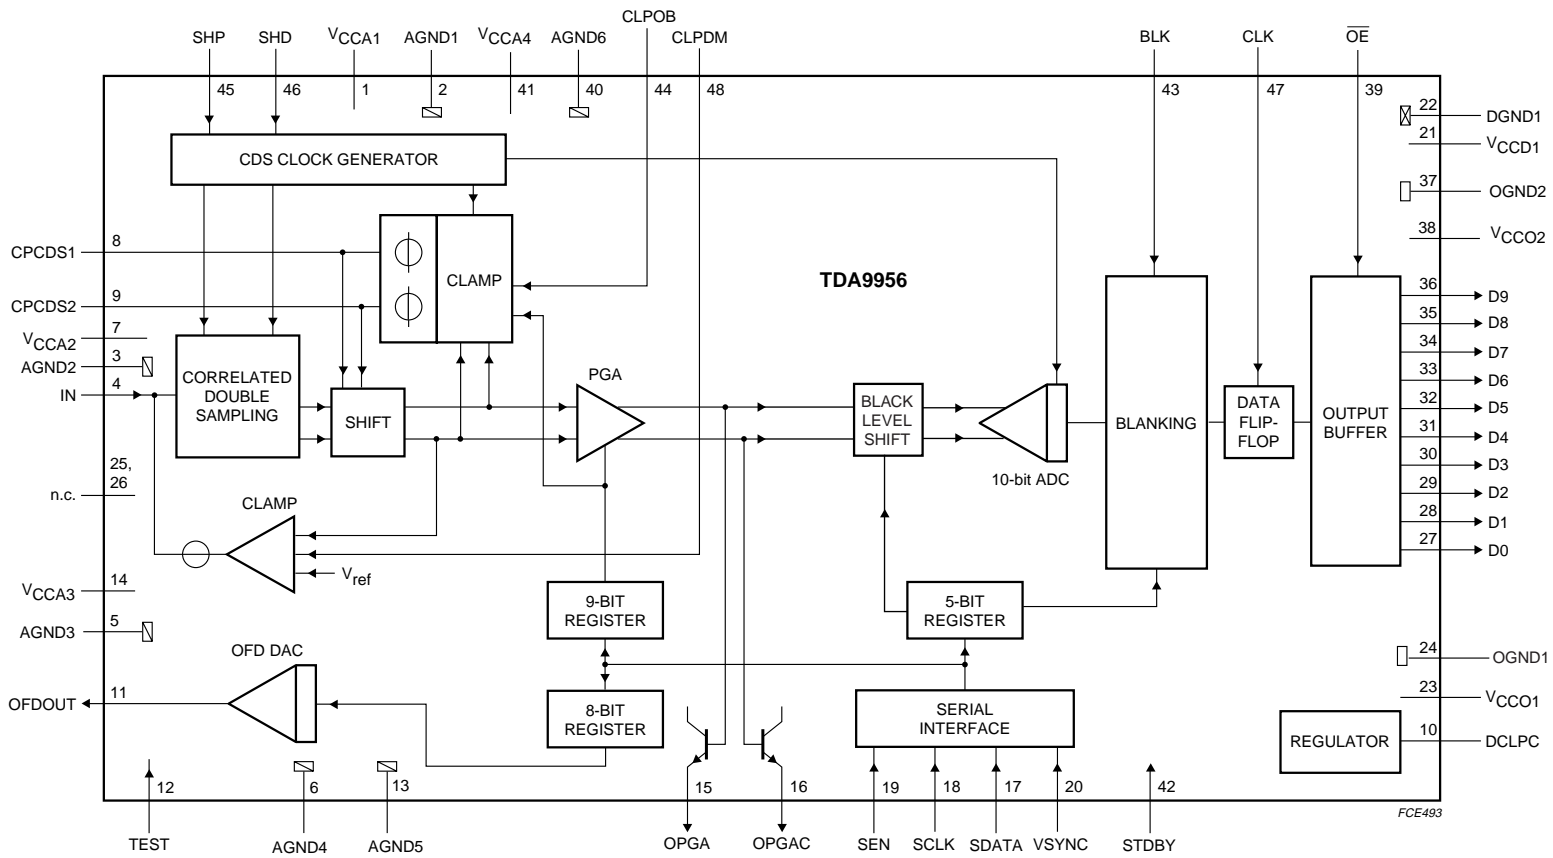 CLPOB
SHP
SHD
VCCA1
AGND1
VCCA4
AGND6
CLPDM
BLK
CLK
OE
45
46
1
2
41
40
44
48
43
47
39
22
DGND1
21
VCCD1
CDS CLOCK GENERATOR
37
OGND2
38
VCCO2
CPCDS1
8
CLAMP
TDA9956
CPCDS2
9
36
D9
35
D8
34
D7
33
D6
32
D5
31
D4
30
D3
29
D2
28
D1
27
D0
7
VCCA2
3
AGND2
4
IN
CORRELATED
DOUBLE
SAMPLING
SHIFT
PGA
BLACK
LEVEL
SHIFT
10-bit ADC
BLANKING
DATA
FLIP-
FLOP
OUTPUT
BUFFER
25,
26
n.c.
CLAMP
Vref
14
VCCA3
5
AGND3
9-BIT
REGISTER
5-BIT
REGISTER
24
OGND1
23
VCCO1
OFD DAC
OFDOUT
11
8-BIT
REGISTER
SERIAL
INTERFACE
REGULATOR
10
DCLPC
12
6
13
15
16
19
18
17
20
42
FCE493
TEST
AGND4
AGND5
OPGA
OPGAC
SEN
SCLK
SDATA
VSYNC
STDBY